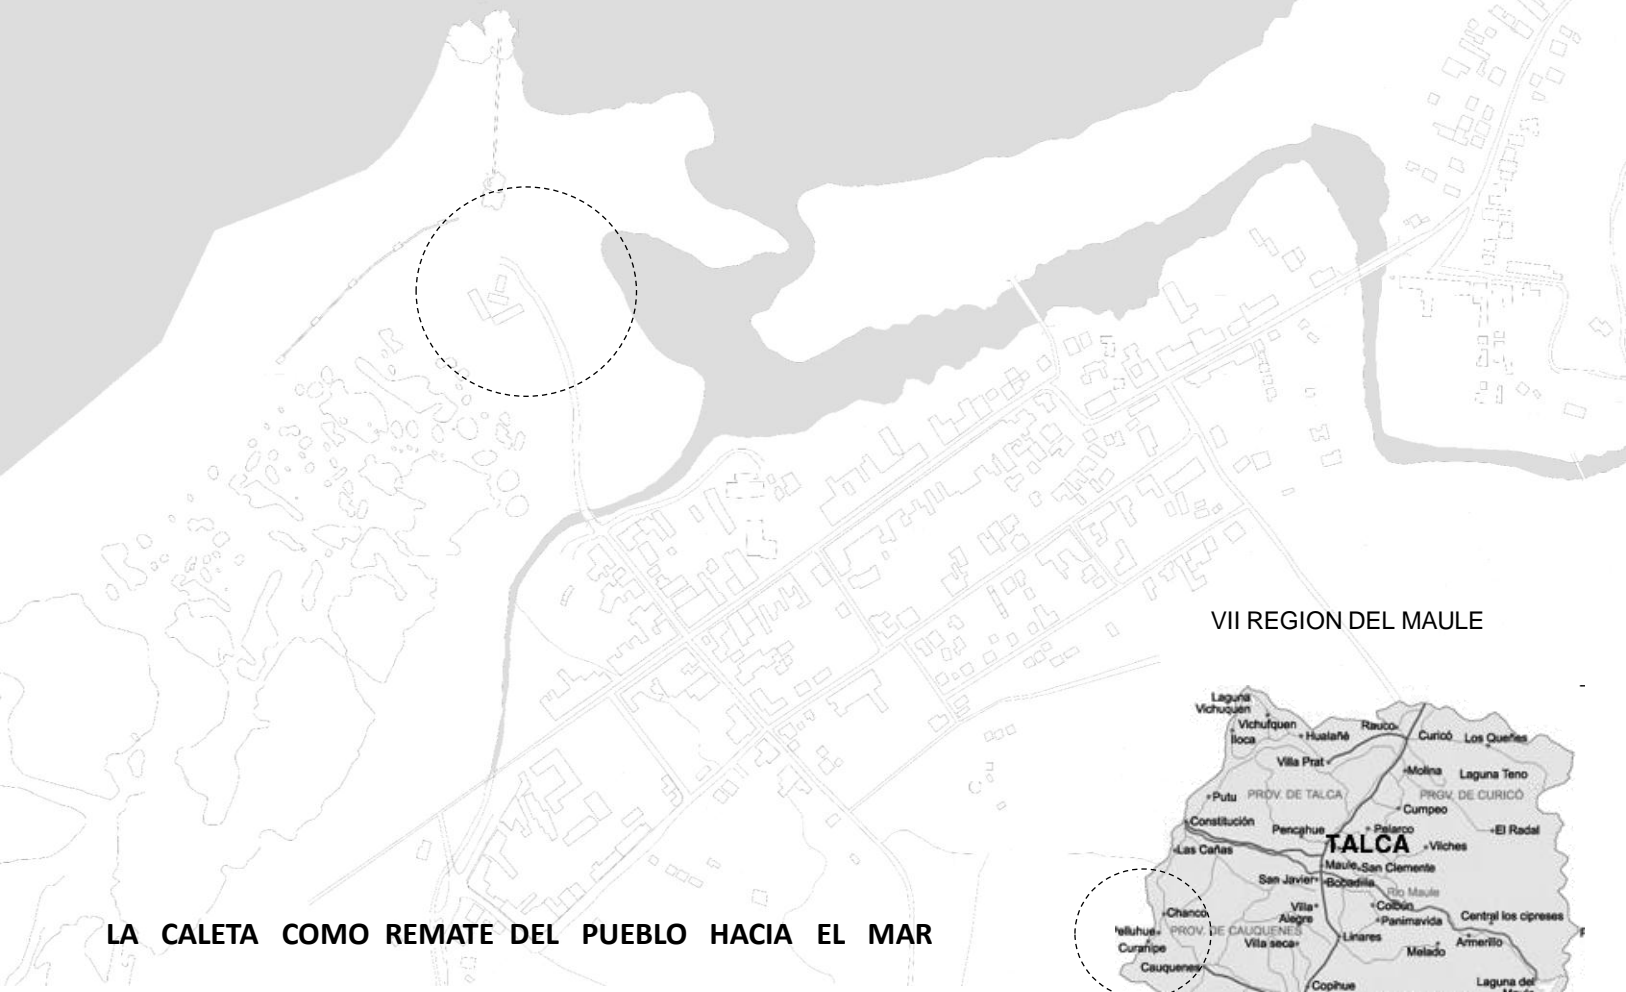 VII REGION DEL MAULE
Laguna
Vichuquen
Vichufquen
Iloca
Hualañé
Rauco
Curicó
Los Queñes
Villa Prat
Molina
Laguna Teno
Putu
PROV. DE TALCA
PROV. DE CURICÓ
Cumpeo
Constitución
Pencahue
Pelarco
El Radal
TALCA
Las Cañas
Vilches
Maule
San Clemente
San Javier
Bobadilla
Rio Maule
Chanco
Villa
Alegre
Colbún
Panimavida
Central los cipreses
elluhue
PROV. DE CAUQUENES
Curanipe
Villa seca
Linares
Melado
Armerillo
Cauquenes
Copihue
Laguna del
LA CALETA COMO REMATE DEL PUEBLO HACIA EL MAR